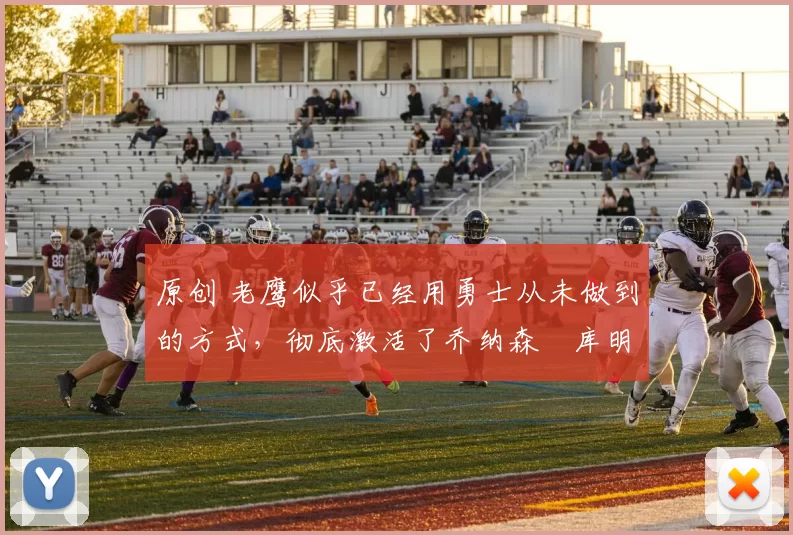 H I J K
原创 老鹰似乎已经用勇士从未做到
的方式，彻底激活了乔纳森 库明
80
Y